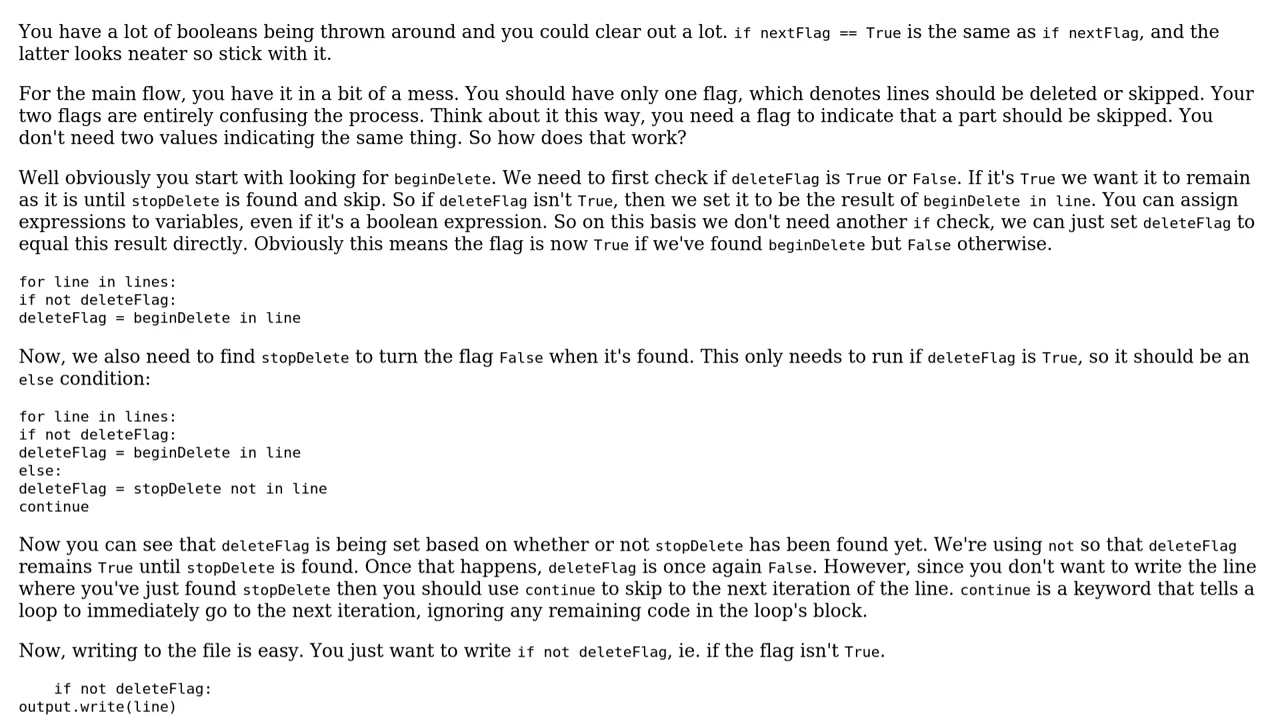 You have a lot of booleans being thrown around and you could clear out a lot. if nextFlag == True is the same as if nextFlag, and the
latter looks neater so stick with it.
For the main flow, you have it in a bit of a mess. You should have only one flag, which denotes lines should be deleted or skipped. Your
two flags are entirely confusing the process. Think about it this way, you need a flag to indicate that a part should be skipped. You
don't need two values indicating the same thing. So how does that work?
Well obviously you start with looking for beginDelete. We need to first check if deleteFlag is True or False. If it's True we want it to remain
as it is until stopDelete is found and skip. So if deleteFlag isn't True, then we set it to be the result of beginDelete in line. You can assign
expressions to variables, even if it's a boolean expression. So on this basis we don't need another if check, we can just set deleteFlag to
equal this result directly. Obviously this means the flag is now True if we've found beginDelete but False otherwise.
for line in lines:
if not deleteFlag:
deleteFlag = beginDelete in line
Now, we also need to find stopDelete to turn the flag False when it's found. This only needs to run if deleteFlag is True, so it should be an
else condition:
for line in lines:
if not deleteFlag:
deleteFlag = beginDelete in line
else:
deleteFlag = stopDelete not in line
continue
Now you can see that deleteFlag is being set based on whether or not stopDelete has been found yet. We're using not so that deleteFlag
remains True until stopDelete is found. Once that happens, deleteFlag is once again False. However, since you don't want to write the line
where you've just found stopDelete then you should use continue to skip to the next iteration of the line. continue is a keyword that tells a
loop to immediately go to the next iteration, ignoring any remaining code in the loop's block.
Now, writing to the file is easy. You just want to write if not deleteFlag, ie. if the flag isn't True.
    if not deleteFlag:
output.write(line)